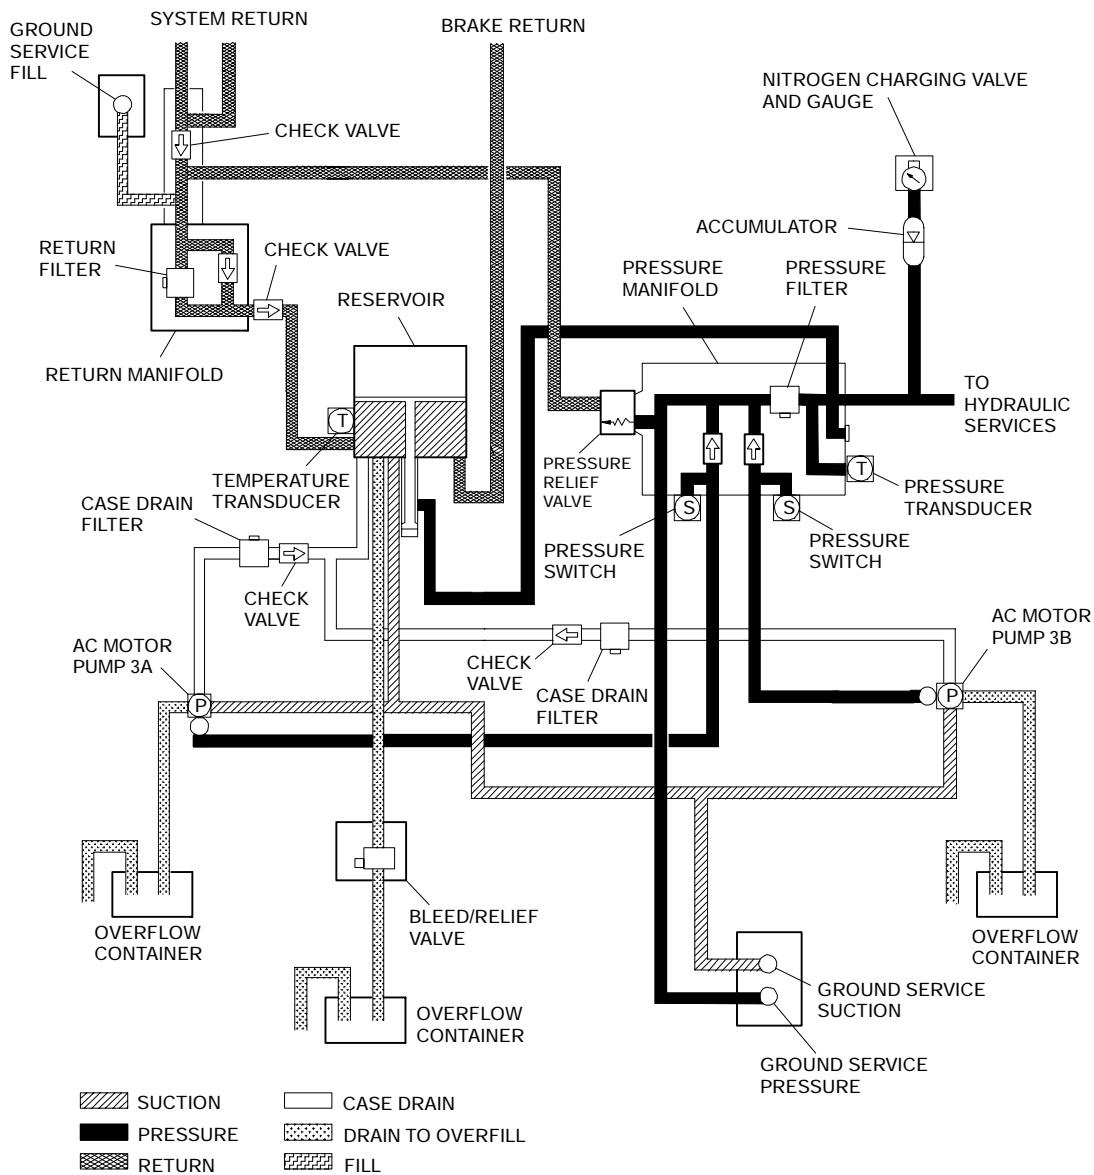 SYSTEM RETURN
BRAKE RETURN
GROUND
SERVICE
FILL
NITROGEN CHARGING VALVE
AND GAUGE
CHECK VALVE
ACCUMULATOR
RETURN
FILTER
CHECK VALVE
PRESSURE
MANIFOLD
PRESSURE
FILTER
RESERVOIR
RETURN MANIFOLD
TO
HYDRAULIC
SERVICES
T
TEMPERATURE
TRANSDUCER
PRESSURE
RELIEF
VALVE
T
PRESSURE
TRANSDUCER
CASE DRAIN
FILTER
S
S
PRESSURE
SWITCH
PRESSURE
SWITCH
CHECK
VALVE
AC MOTOR
PUMP 3A
AC MOTOR
PUMP 3B
CHECK
VALVE
CASE DRAIN
FILTER
P
P
OVERFLOW
CONTAINER
BLEED/RELIEF
VALVE
OVERFLOW
CONTAINER
OVERFLOW
CONTAINER
GROUND SERVICE
SUCTION
GROUND SERVICE
PRESSURE
SUCTION
CASE DRAIN
PRESSURE
DRAIN TO OVERFILL
RETURN
FILL